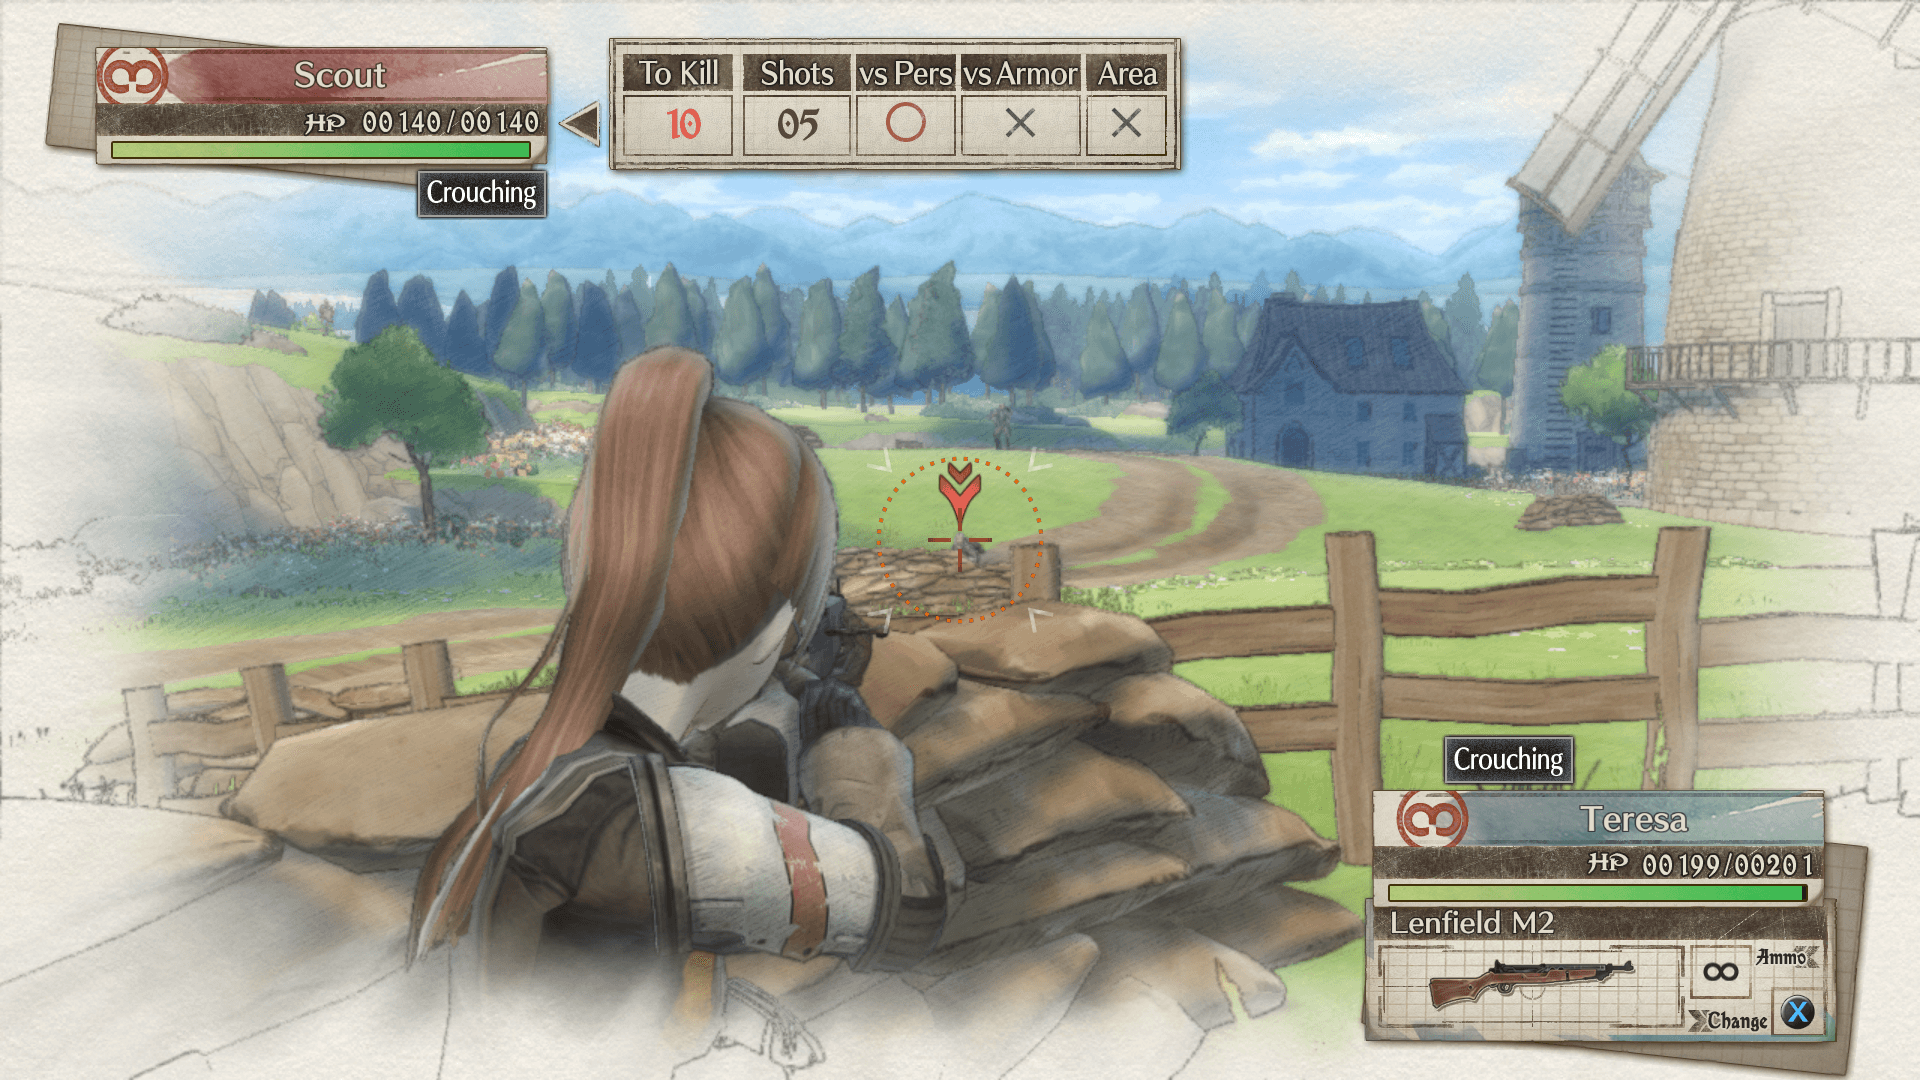 Scout
HP 00140/00140
Crouching
To Kill Shots vs Pers vs Armor Area
10 05 ○ × ×
Crouching
Teresa
HP 00199/00201
Lenfield M2
∞ Ammo
Change X